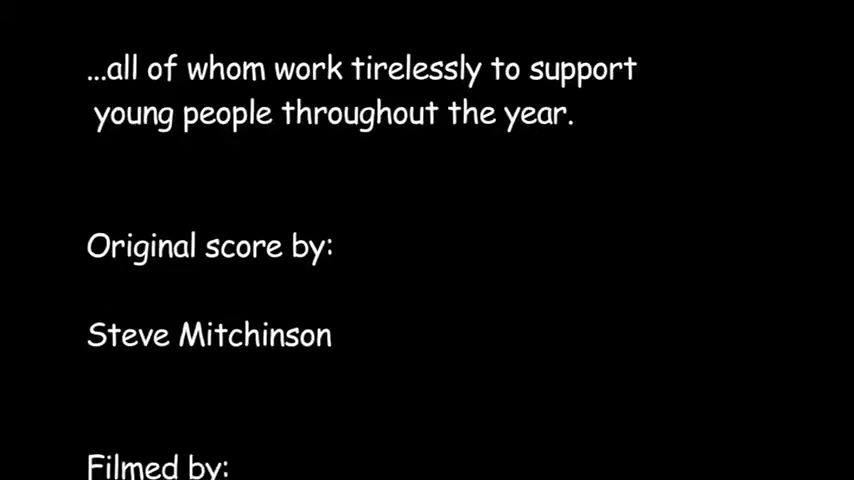 ...all of whom work tirelessly to support
young people throughout the year.
Original score by:
Steve Mitchinson
Filmed by: